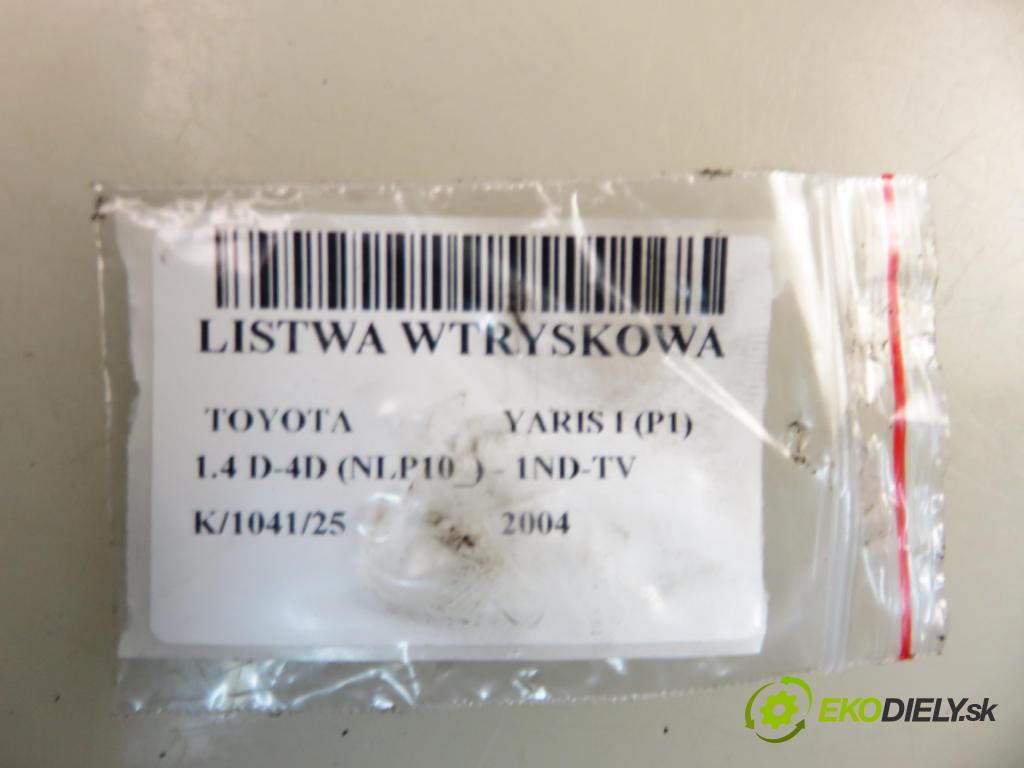 LISTWA WTRYSKOWA
TOYOTA YARIS I (P1)
1.4 D-4D (NLP10_) - 1ND-TV
K/1041/25 2004
EKODIELY.sk